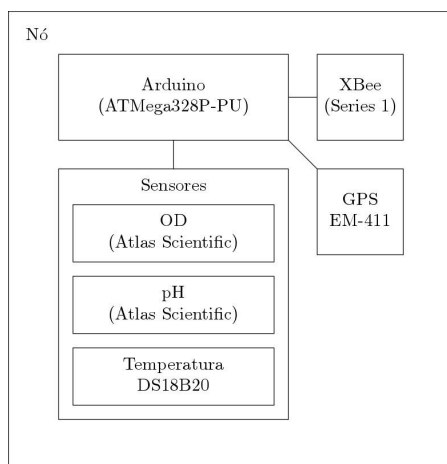 Nó
Arduino
(ATMega328P-PU)
XBee
(Series 1)
Sensores
OD
(Atlas Scientific)
pH
(Atlas Scientific)
Temperatura
DS18B20
GPS
EM-411